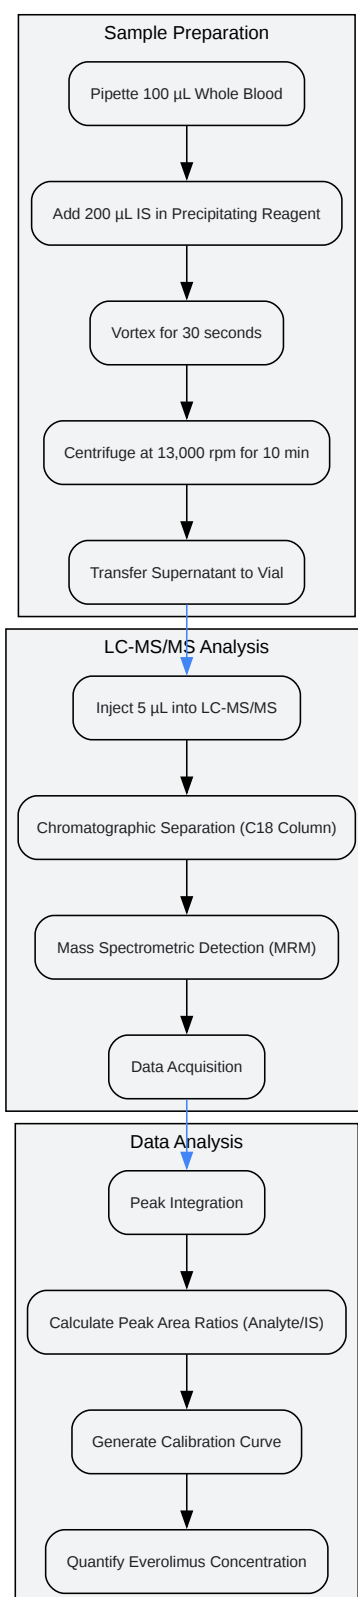 Sample Preparation
Pipette 100 µL Whole Blood
Add 200 µL IS in Precipitating Reagent
Vortex for 30 seconds
Centrifuge at 13,000 rpm for 10 min
Transfer Supernatant to Vial
LC-MS/MS Analysis
Inject 5 µL into LC-MS/MS
Chromatographic Separation (C18 Column)
Mass Spectrometric Detection (MRM)
Data Acquisition
Data Analysis
Peak Integration
Calculate Peak Area Ratios (Analyte/IS)
Generate Calibration Curve
Quantify Everolimus Concentration